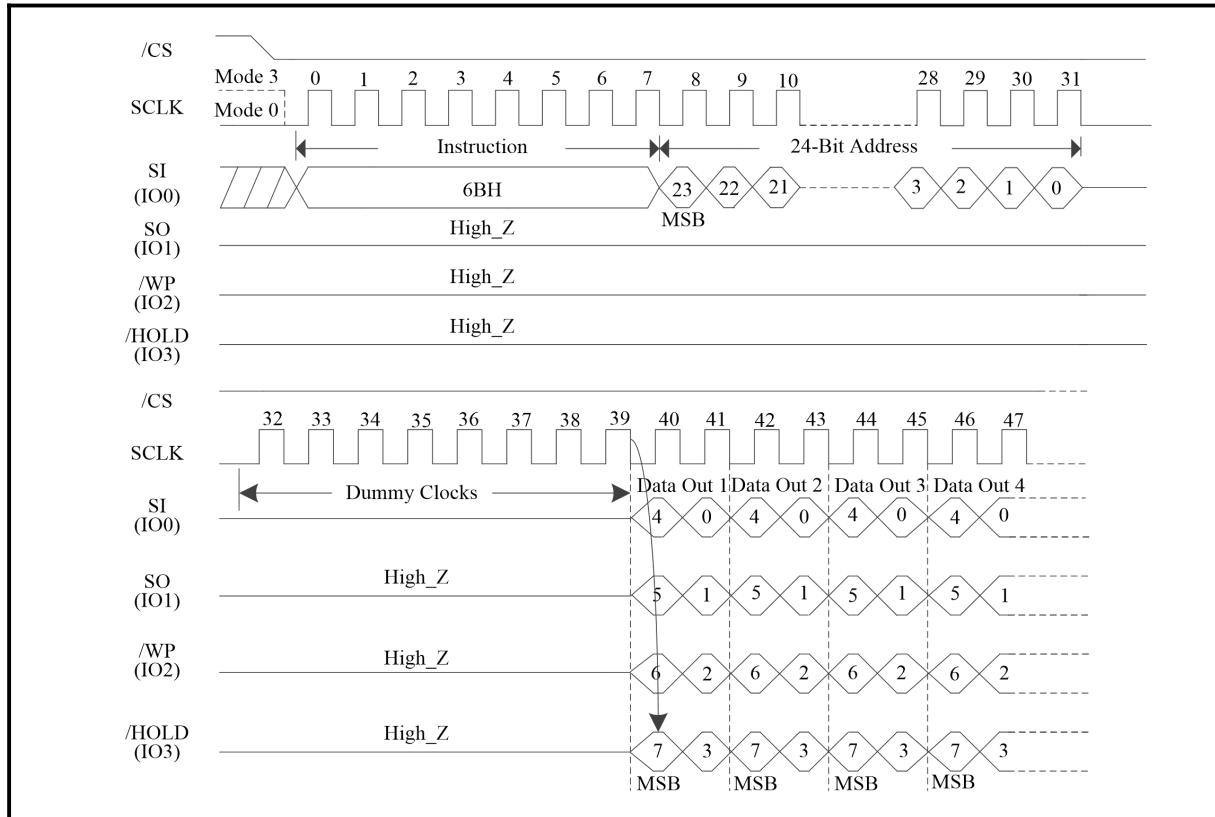 /CS
Mode 3
0 1 2 3 4 5 6 7 8 9 10 28 29 30 31
SCLK
Mode 0
Instruction 24-Bit Address
SI
(IO0)
6BH 23 22 21 3 2 1 0
MSB
SO
(IO1)
High_Z
/WP
(IO2)
High_Z
/HOLD
(IO3)
High_Z
/CS
32 33 34 35 36 37 38 39 40 41 42 43 44 45 46 47
SCLK
Dummy Clocks Data Out 1 Data Out 2 Data Out 3 Data Out 4
SI
(IO0)
4 0 4 0 4 0 4 0
SO
(IO1)
High_Z 5 1 5 1 5 1 5 1
/WP
(IO2)
High_Z 6 2 6 2 6 2 6 2
/HOLD
(IO3)
High_Z 7 3 7 3 7 3 7 3
MSB MSB MSB MSB